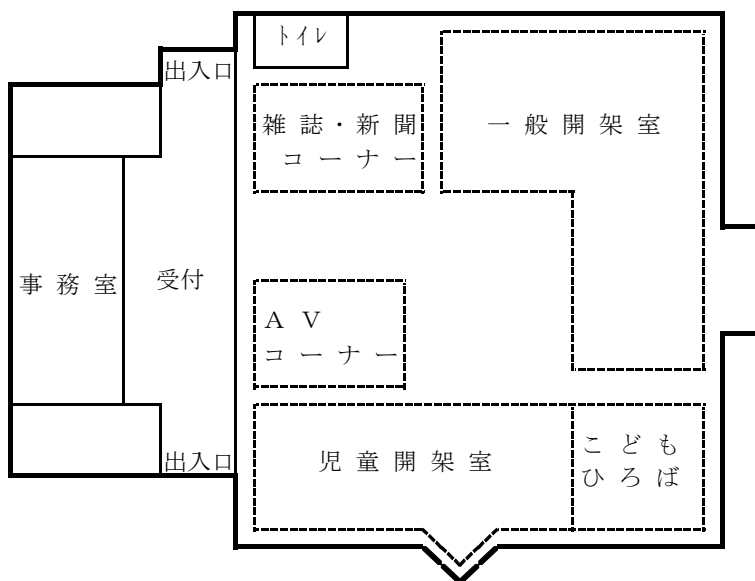 トイレ
出入口
雑誌・新聞
コーナー
一般開架室
事務室
受付
ＡＶ
コーナー
出入口
児童開架室
こども
ひろば